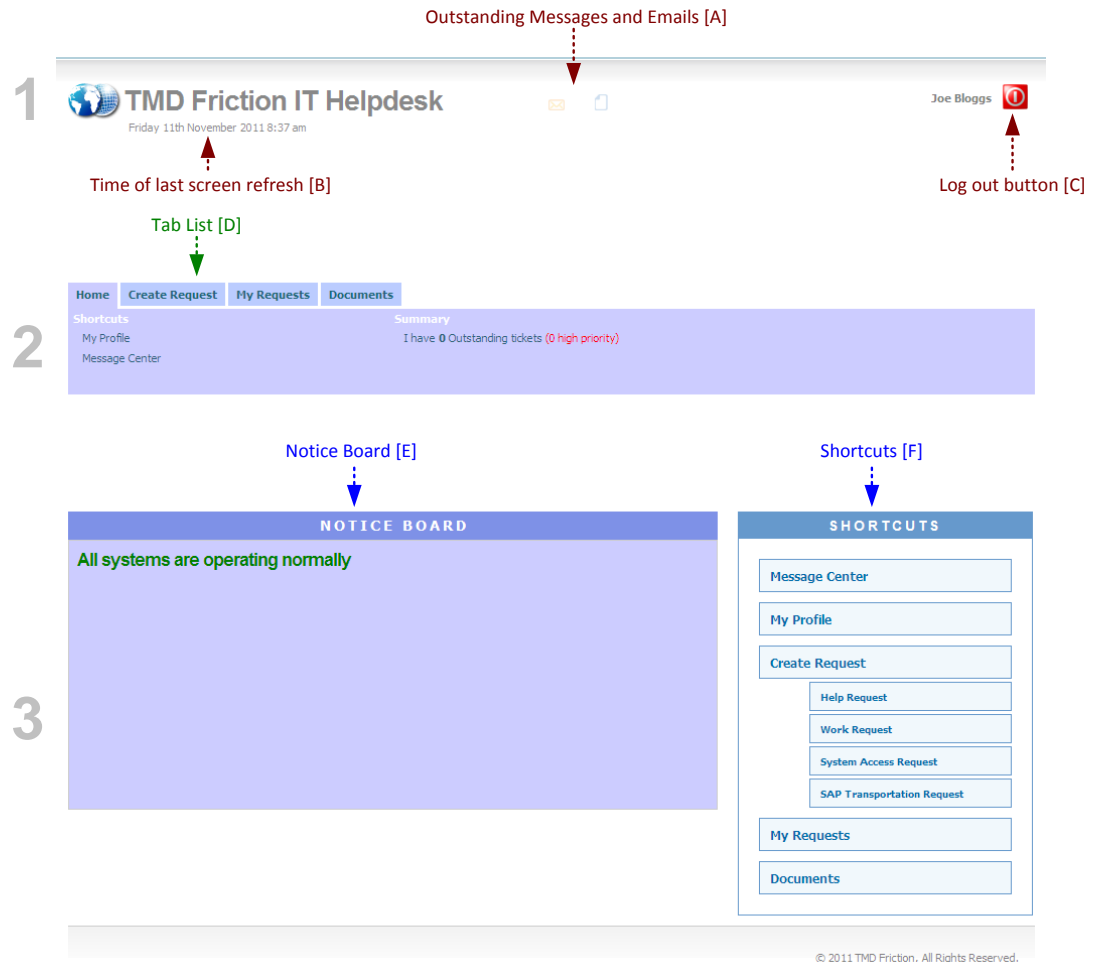 Outstanding Messages and Emails [A]
1
TMD Friction IT Helpdesk
Joe Bloggs
Friday 11th November 2011 8:37 am
Time of last screen refresh [B]
Log out button [C]
Tab List [D]
Home Create Request My Requests Documents
2
Shortcuts
Summary
My Profile
I have 0 Outstanding tickets (0 high priority)
Message Center
Notice Board [E]
Shortcuts [F]
NOTICE BOARD
SHORTCUTS
3
All systems are operating normally
Message Center
My Profile
Create Request
Help Request
Work Request
System Access Request
SAP Transportation Request
My Requests
Documents
© 2011 TMD Friction. All Rights Reserved.